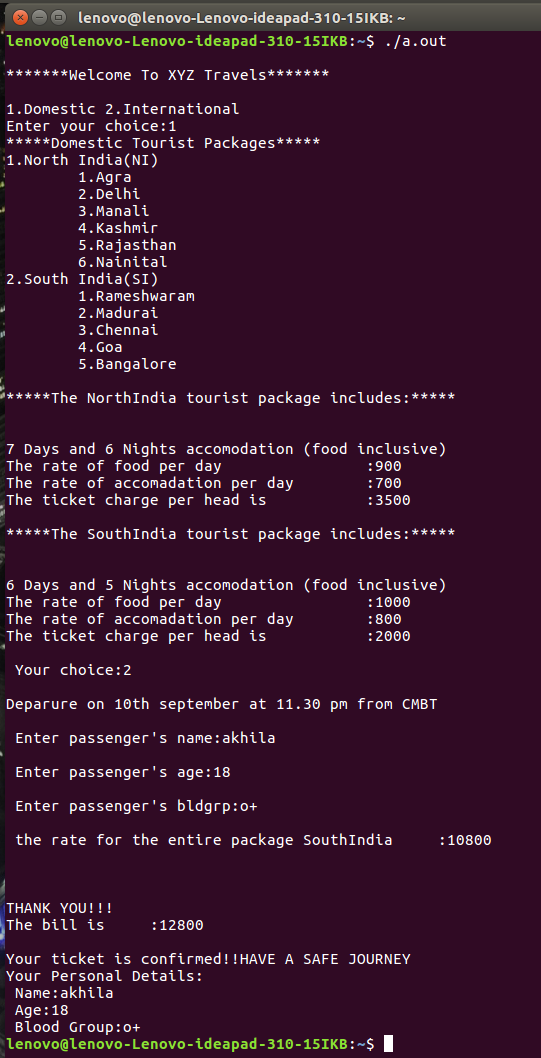 lenovo@lenovo-Lenovo-ideapad-310-15IKB: ~
lenovo@lenovo-Lenovo-ideapad-310-15IKB:~$ ./a.out
*******Welcome To XYZ Travels*******
1.Domestic 2.International
Enter your choice:1
*****Domestic Tourist Packages*****
1.North India(NI)
1.Agra
2.Delhi
3.Manali
4.Kashmir
5.Rajasthan
6.Nainital
2.South India(SI)
1.Rameshwaram
2.Madurai
3.Chennai
4.Goa
5.Bangalore
*****The NorthIndia tourist package includes:*****
7 Days and 6 Nights accomodation (food inclusive)
The rate of food per day :900
The rate of accomadation per day :700
The ticket charge per head is :3500
*****The SouthIndia tourist package includes:*****
6 Days and 5 Nights accomodation (food inclusive)
The rate of food per day :1000
The rate of accomadation per day :800
The ticket charge per head is :2000
Your choice:2
Deparure on 10th september at 11.30 pm from CMBT
Enter passenger's name:akhila
Enter passenger's age:18
Enter passenger's bldgrp:o+
the rate for the entire package SouthIndia :10800
THANK YOU!!!
The bill is :12800
Your ticket is confirmed!!HAVE A SAFE JOURNEY
Your Personal Details:
Name:akhila
Age:18
Blood Group:o+
lenovo@lenovo-Lenovo-ideapad-310-15IKB:~$